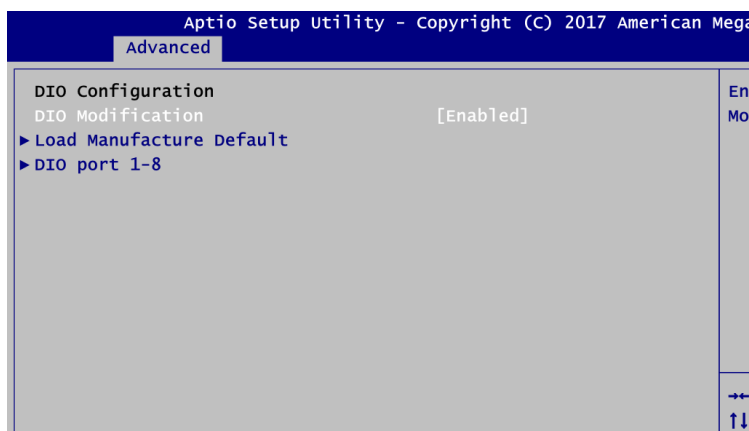 Aptio Setup Utility – Copyright (C) 2017 American Mega
Advanced
DIO Configuration
DIO Modification [Enabled]
►Load Manufacture Default
►DIO port 1-8
En
Mo
→←
↑↓